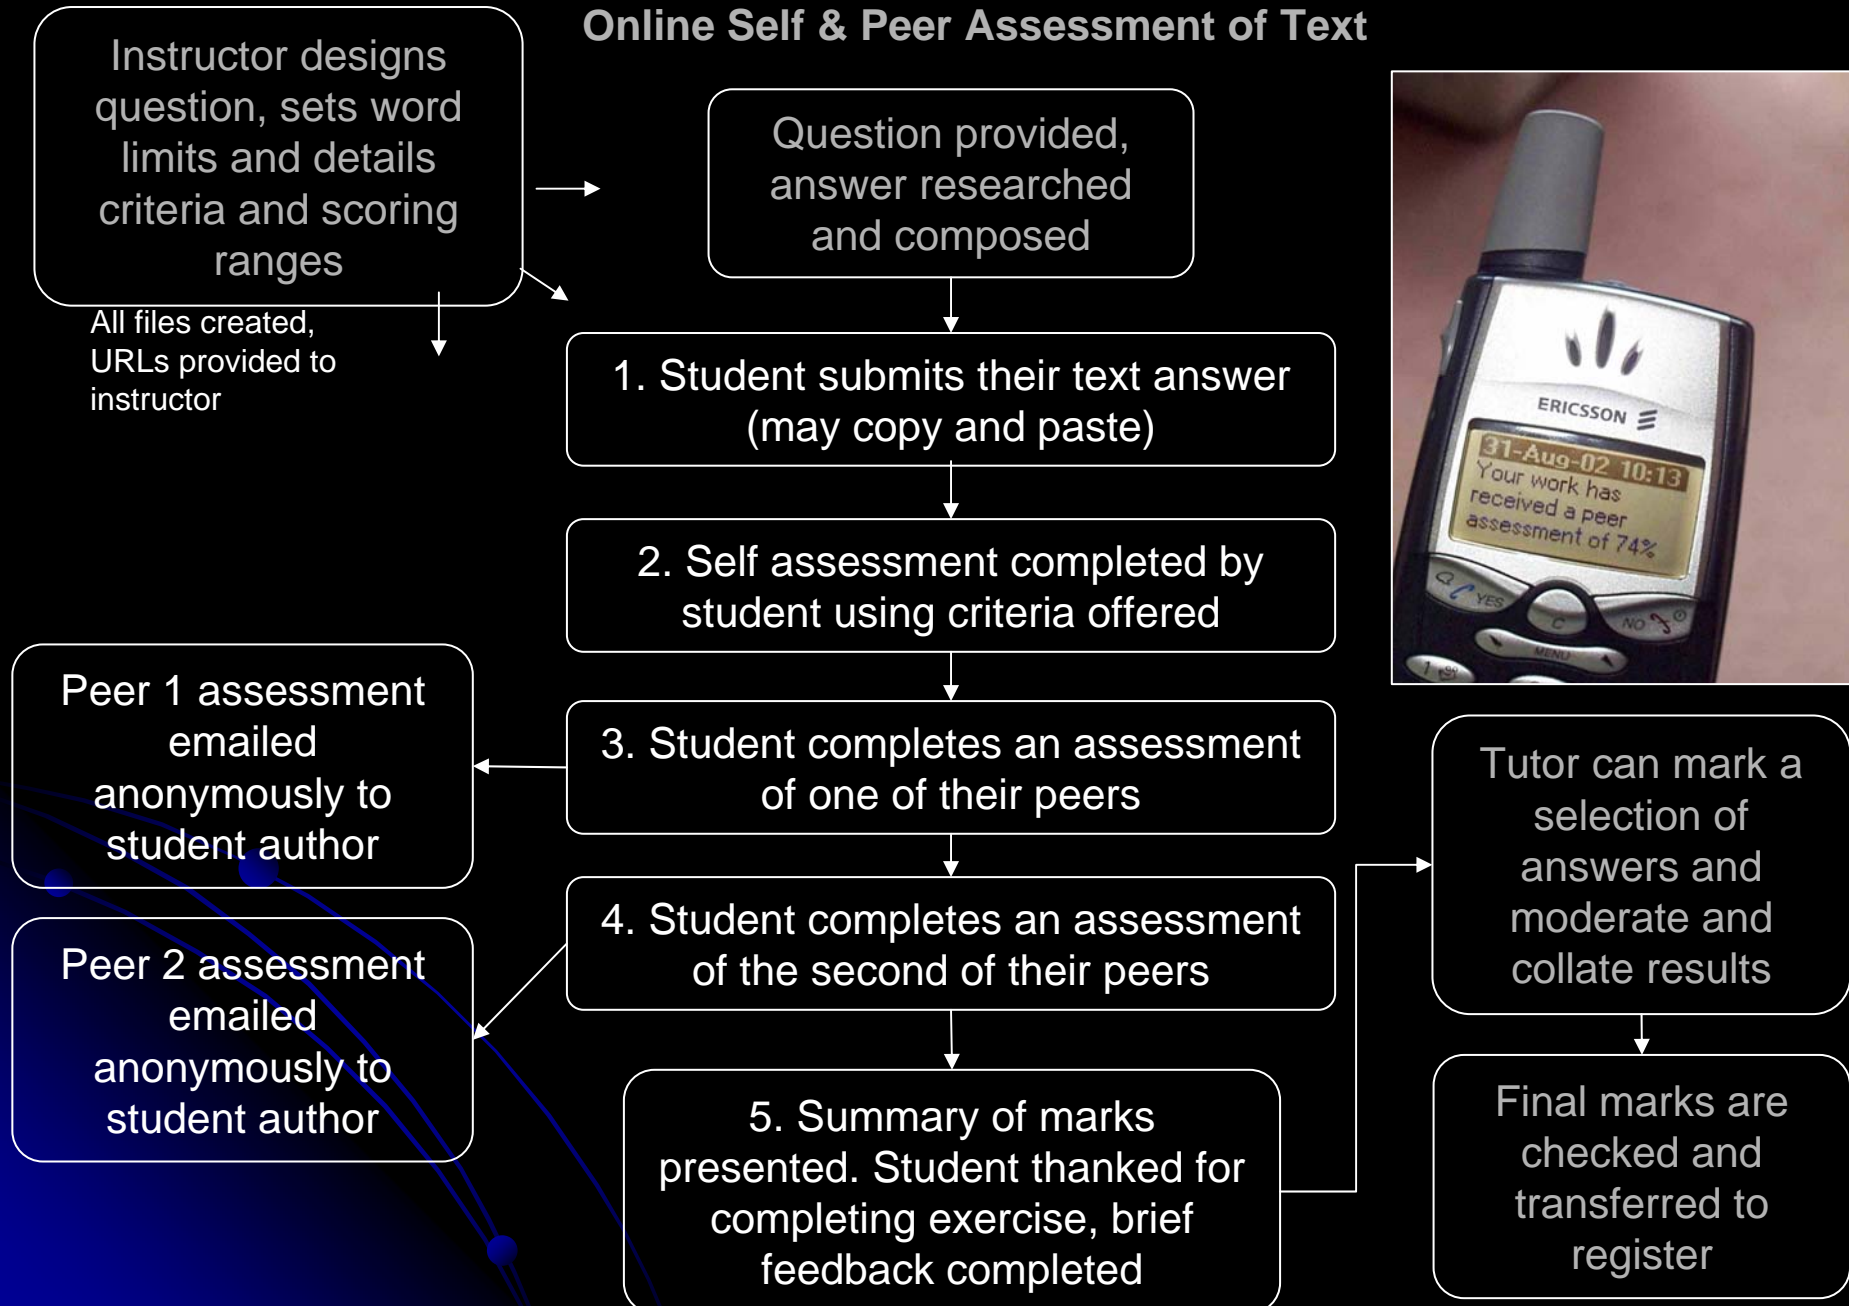 Online Self & Peer Assessment of Text
Instructor designs
question, sets word
limits and details
criteria and scoring
ranges
All files created,
URLs provided to
instructor
Question provided,
answer researched
and composed
1. Student submits their text answer
(may copy and paste)
2. Self assessment completed by
student using criteria offered
3. Student completes an assessment
of one of their peers
4. Student completes an assessment
of the second of their peers
5. Summary of marks
presented. Student thanked for
completing exercise, brief
feedback completed
Peer 1 assessment
emailed
anonymously to
student author
Peer 2 assessment
emailed
anonymously to
student author
ERICSSON
31-Aug-02 10:13
Your work has
received a peer
assessment of 74%
YES
C
NO
MENU
1
Tutor can mark a
selection of
answers and
moderate and
collate results
Final marks are
checked and
transferred to
register